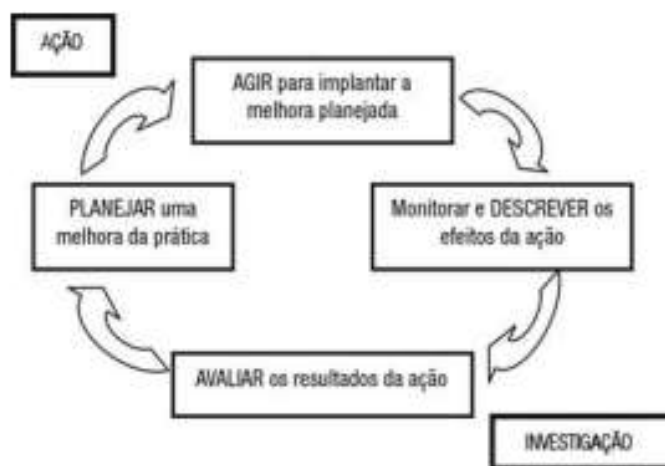 AÇÃO
AGIR para implantar a
melhora planejada
PLANEJAR uma
melhora da prática
Monitorar e DESCREVER os
efeitos da ação
AVALIAR os resultados da ação
INVESTIGAÇÃO